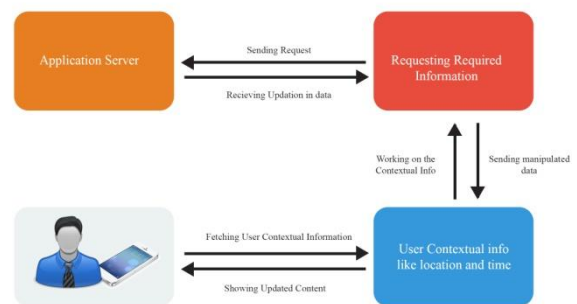 Application Server
Sending Request
Recieving Updation in data
Requesting Required
Information
Working on the
Contextual Info
Sending manipulated
data
Fetching User Contextual Information
Showing Updated Content
User Contextual info
like location and time